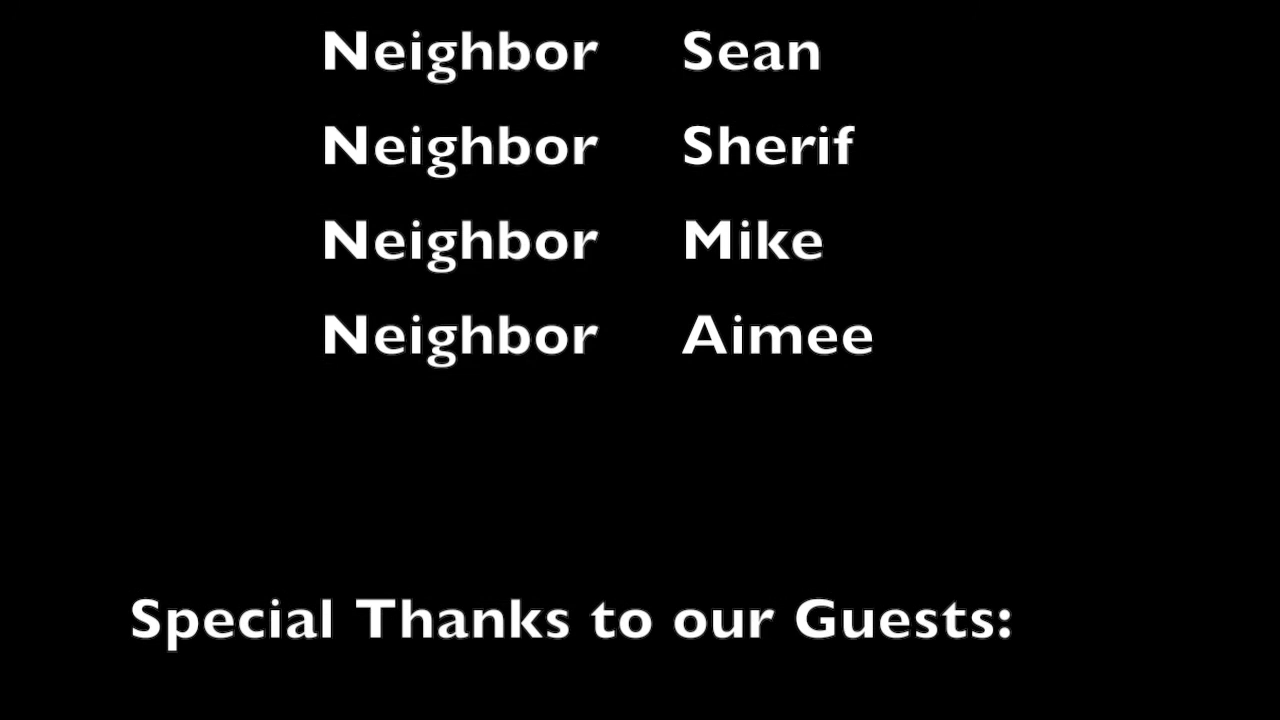 Neighbor Sean
Neighbor Sherif
Neighbor Mike
Neighbor Aimee
Special Thanks to our Guests: